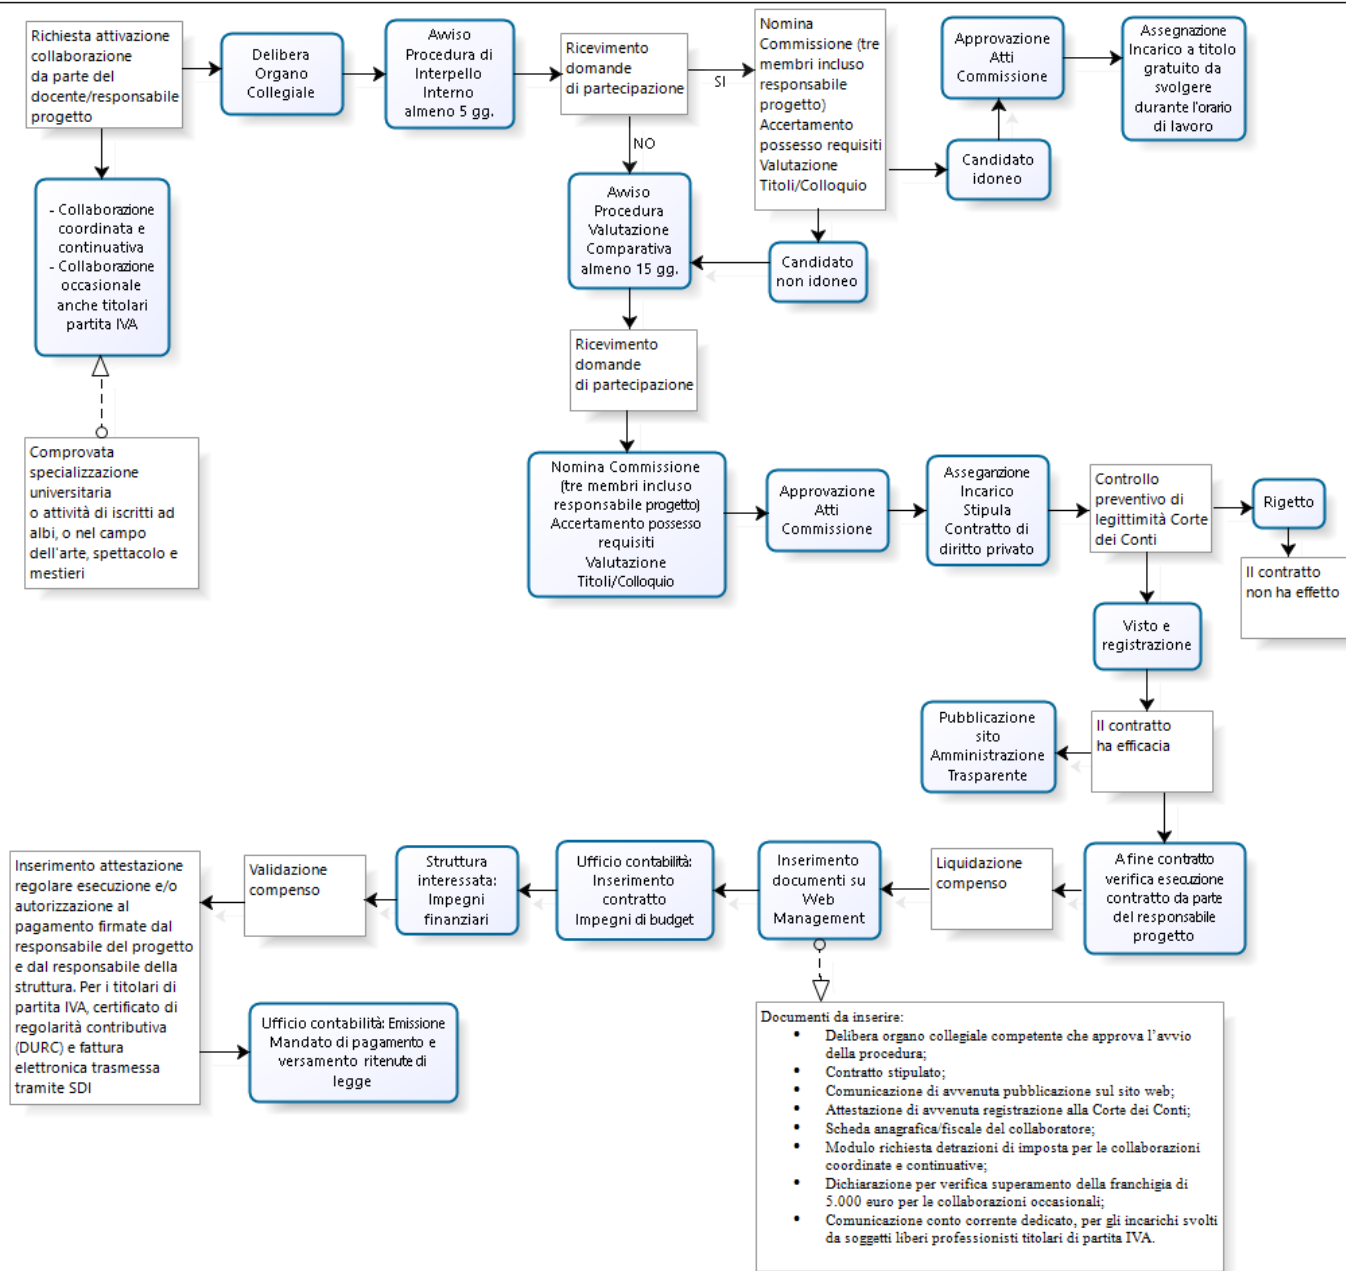 Richiesta attivazione
collaborazione
da parte del
docente/responsabile
progetto
Delibera
Organo
Collegiale
Avviso
Procedura di
Interpello
Interno
almeno 5 gg.
Ricevimento
domande
di partecipazione
SI
NO
Nomina
Commissione (tre
membri incluso
responsabile
progetto)
Accertamento
possesso requisiti
Valutazione
Titoli/Colloquio
Approvazione
Atti
Commissione
Assegnazione
Incarico a titolo
gratuito da
svolgere
durante l'orario
di lavoro
Candidato
idoneo
Candidato
non idoneo
- Collaborazione
coordinata e
continuativa
- Collaborazione
occasionale
anche titolari
partita IVA
Avviso
Procedura
Valutazione
Comparativa
almeno 15 gg.
Ricevimento
domande
di partecipazione
Comprovata
specializzazione
universitaria
o attività di iscritti ad
albi, o nel campo
dell'arte, spettacolo e
mestieri
Nomina Commissione
(tre membri incluso
responsabile progetto)
Accertamento possesso
requisiti
Valutazione
Titoli/Colloquio
Approvazione
Atti
Commissione
Asseganzione
Incarico
Stipula
Contratto di
diritto privato
Controllo
preventivo di
legittimità Corte
dei Conti
Rigetto
Il contratto
non ha effetto
Visto e
registrazione
Il contratto
ha efficacia
Pubblicazione
sito
Amministrazione
Trasparente
A fine contratto
verifica esecuzione
contratto da parte
del responsabile
progetto
Liquidazione
compenso
Inserimento
documenti su
Web
Management
Ufficio contabilità:
Inserimento
contratto
Impegni di budget
Struttura
interessata:
Impegni
finanziari
Validazione
compenso
Inserimento attestazione
regolare esecuzione e/o
autorizzazione al
pagamento firmate dal
responsabile del progetto
e dal responsabile della
struttura. Per i titolari di
partita IVA, certificato di
regolarità contributiva
(DURC) e fattura
elettronica trasmessa
tramite SDI
Ufficio contabilità: Emissione
Mandato di pagamento e
versamento ritenute di
legge
Documenti da inserire:
• Delibera organo collegiale competente che approva l'avvio
della procedura;
• Contratto stipulato;
• Comunicazione di avvenuta pubblicazione sul sito web;
• Attestazione di avvenuta registrazione alla Corte dei Conti;
• Scheda anagrafica/fiscale del collaboratore;
• Modulo richiesta detrazioni di imposta per le collaborazioni
coordinate e continuative;
• Dichiarazione per verifica superamento della franchigia di
5.000 euro per le collaborazioni occasionali;
• Comunicazione conto corrente dedicato, per gli incarichi svolti
da soggetti liberi professionisti titolari di partita IVA.